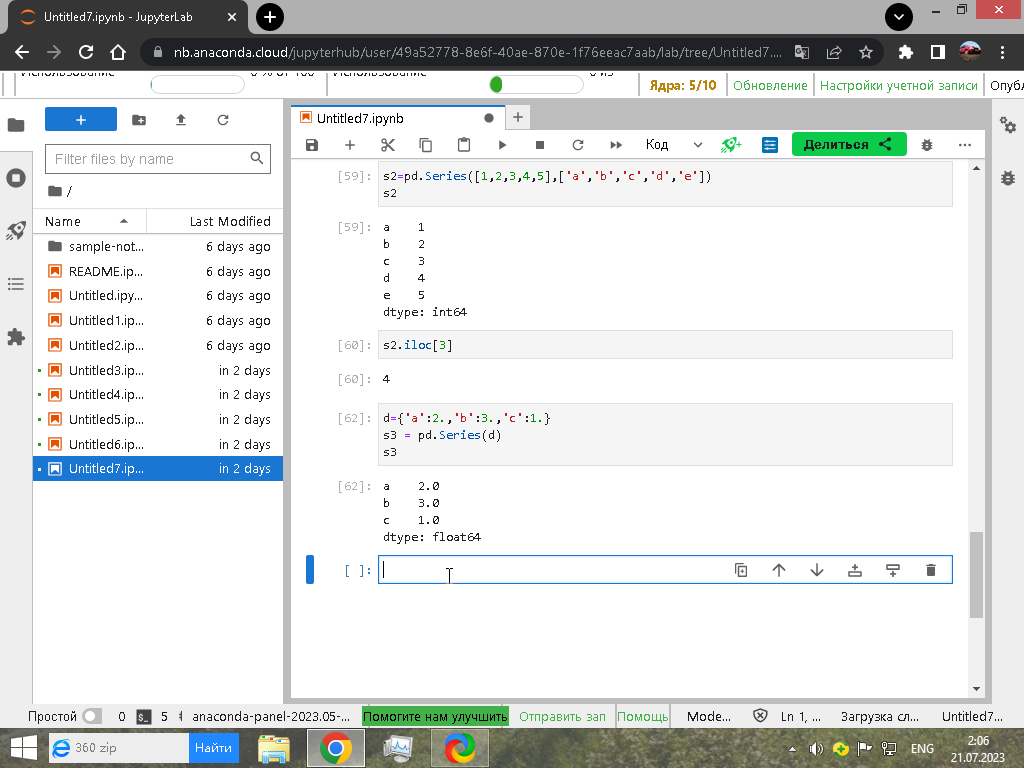 Untitled7.ipynb - JupyterLab
nb.anaconda.cloud/jupyterhub/user/49a52778-8e6f-40ae-870e-1f76eeac7aab/lab/tree/Untitled7....
Использование 0 % от 100 Использование 0 из Ядра: 5/10 Обновление Настройки учетной записи Опубл
Filter files by name
/
Name Last Modified
sample-not... 6 days ago
README.ip... 6 days ago
Untitled.ipy... 6 days ago
Untitled1.ip... 6 days ago
Untitled2.ip... 6 days ago
Untitled3.ip... in 2 days
Untitled4.ip... in 2 days
Untitled5.ip... in 2 days
Untitled6.ip... in 2 days
Untitled7.ip... in 2 days
Untitled7.ipynb
Код Делиться
[59]: s2=pd.Series([1,2,3,4,5],['a','b','c','d','e'])
s2
[59]: a 1
b 2
c 3
d 4
e 5
dtype: int64
[60]: s2.iloc[3]
[60]: 4
[62]: d={'a':2.,'b':3.,'c':1.}
s3 = pd.Series(d)
s3
[62]: a 2.0
b 3.0
c 1.0
dtype: float64
[ ]:
Простой 0 $_ 5 anaconda-panel-2023.05-... Помогите нам улучшить Отправить зап Помощь Mode... Ln 1, ... Загрузка сл... Untitled7...
360 zip Найти ENG 2:06
21.07.2023